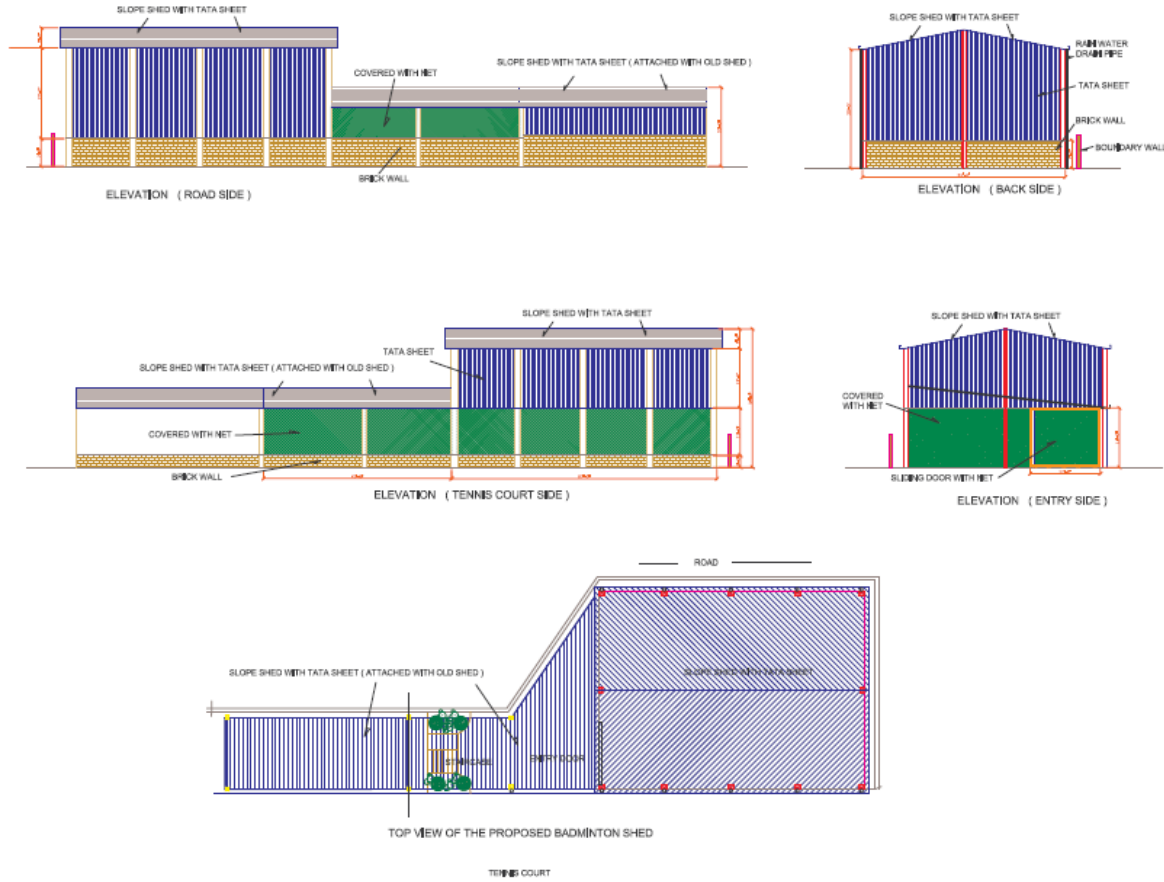 SLOPE SHED WITH TATA SHEET
COVERED WITH NET
SLOPE SHED WITH TATA SHEET ( ATTACHED WITH OLD SHED )
BRICK WALL
ELEVATION ( ROAD SIDE )
SLOPE SHED WITH TATA SHEET
RAIN WATER
DRAIN PIPE
TATA SHEET
BRICK WALL
BOUNDARY WALL
ELEVATION ( BACK SIDE )
SLOPE SHED WITH TATA SHEET
TATA SHEET
SLOPE SHED WITH TATA SHEET ( ATTACHED WITH OLD SHED )
COVERED WITH NET
BRICK WALL
ELEVATION ( TENNIS COURT SIDE )
SLOPE SHED WITH TATA SHEET
COVERED
WITH NET
SLIDING DOOR WITH NET
ELEVATION ( ENTRY SIDE )
ROAD
SLOPE SHED WITH TATA SHEET ( ATTACHED WITH OLD SHED )
SLOPE SHED WITH TATA SHEET
STAIRCASE
ENTRY DOOR
TOP VIEW OF THE PROPOSED BADMINTON SHED
TENNIS COURT